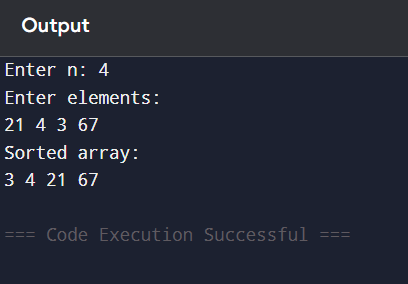 Output
Enter n: 4
Enter elements:
21 4 3 67
Sorted array:
3 4 21 67
=== Code Execution Successful ===